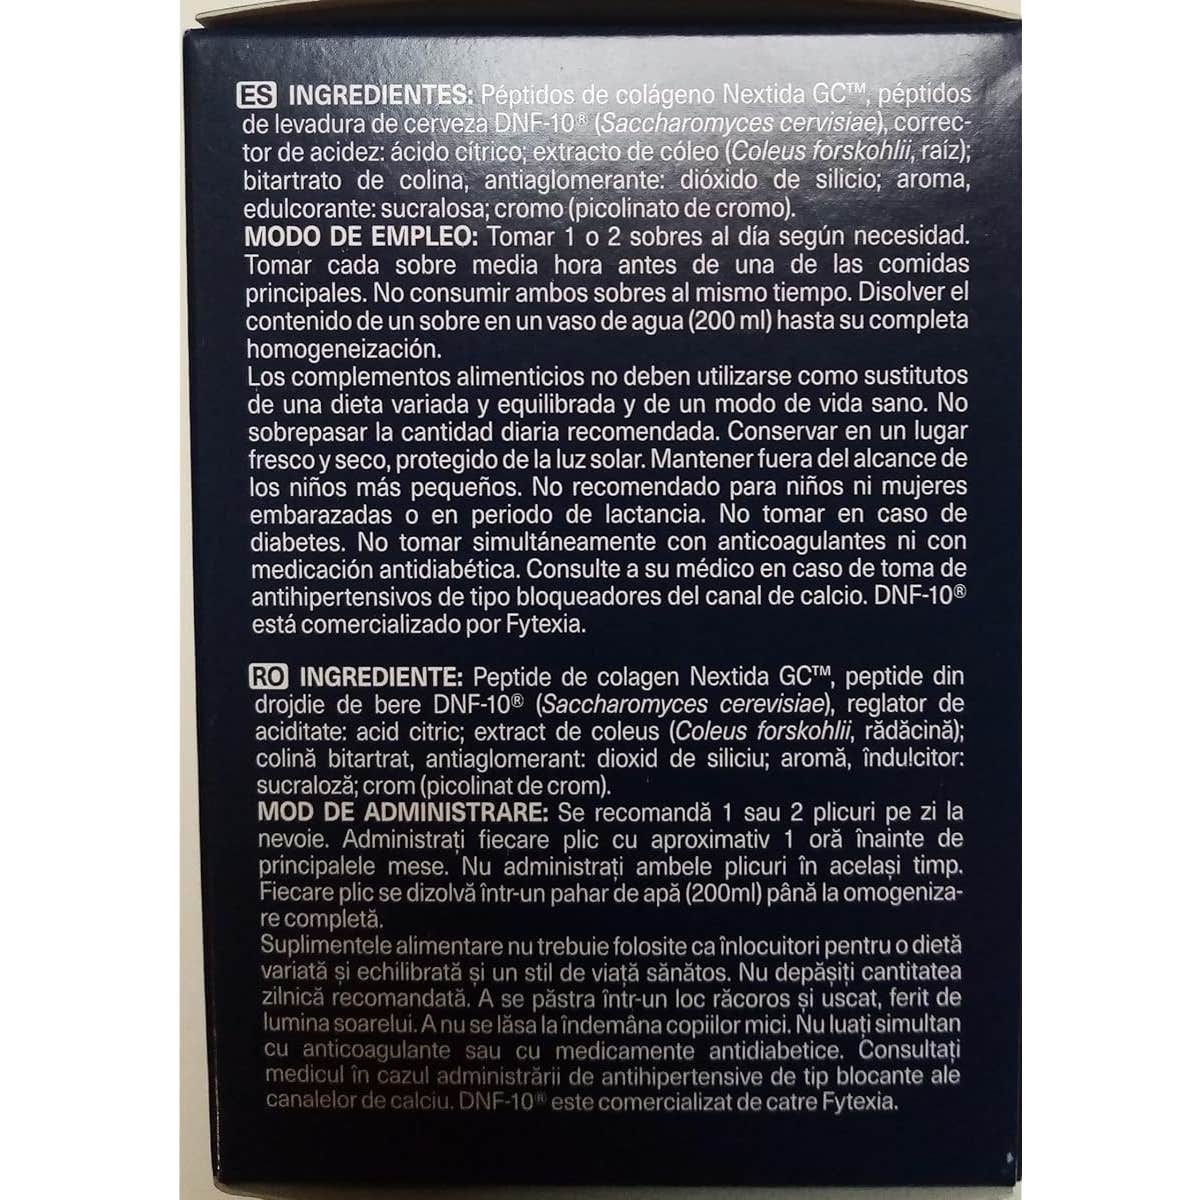 ES INGREDIENTES: Péptidos de colágeno Nextida GC™, péptidos
de levadura de cerveza DNF-10® (Saccharomyces cervisiae), correc-
tor de acidez: ácido cítrico; extracto de cóleo (Coleus forskohlii, raíz);
bitartrato de colina, antiaglomerante: dióxido de silicio; aroma,
edulcorante: sucralosa; cromo (picolinato de cromo).
MODO DE EMPLEO: Tomar 1 o 2 sobres al día según necesidad.
Tomar cada sobre media hora antes de una de las comidas
principales. No consumir ambos sobres al mismo tiempo. Disolver el
contenido de un sobre en un vaso de agua (200 ml) hasta su completa
homogeneización.
Los complementos alimenticios no deben utilizarse como sustitutos
de una dieta variada y equilibrada y de un modo de vida sano. No
sobrepasar la cantidad diaria recomendada. Conservar en un lugar
fresco y seco, protegido de la luz solar. Mantener fuera del alcance de
los niños más pequeños. No recomendado para niños ni mujeres
embarazadas o en periodo de lactancia. No tomar en caso de
diabetes. No tomar simultáneamente con anticoagulantes ni con
medicación antidiabética. Consulte a su médico en caso de toma de
antihipertensivos de tipo bloqueadores del canal de calcio. DNF-10®
está comercializado por Fytexia.
RO INGREDIENTE: Peptide de colagen Nextida GC™, peptide din
drojdie de bere DNF-10® (Saccharomyces cerevisiae), reglator de
aciditate: acid citric; extract de coleus (Coleus forskohlii, rădăcină);
colină bitartrat, antiaglomerant: dioxid de siliciu; aromă, îndulcitor:
sucraloză; crom (picolinat de crom).
MOD DE ADMINISTRARE: Se recomandă 1 sau 2 plicuri pe zi la
nevoie. Administrați fiecare plic cu aproximativ 1 oră înainte de
principalele mese. Nu administrați ambele plicuri în același timp.
Fiecare plic se dizolvă într-un pahar de apă (200ml) până la omogeniza-
re completă.
Suplimentele alimentare nu trebuie folosite ca înlocuitori pentru o dietă
variată și echilibrată și un stil de viață sănătos. Nu depășiți cantitatea
zilnică recomandată. A se păstra într-un loc răcoros și uscat, ferit de
lumina soarelui. A nu se lăsa la îndemâna copiilor mici. Nu luați simultan
cu anticoagulante sau cu medicamente antidiabetice. Consultați
medicul în cazul administrării de antihipertensive de tip blocante ale
canalelor de calciu. DNF-10® este comercializat de catre Fytexia.